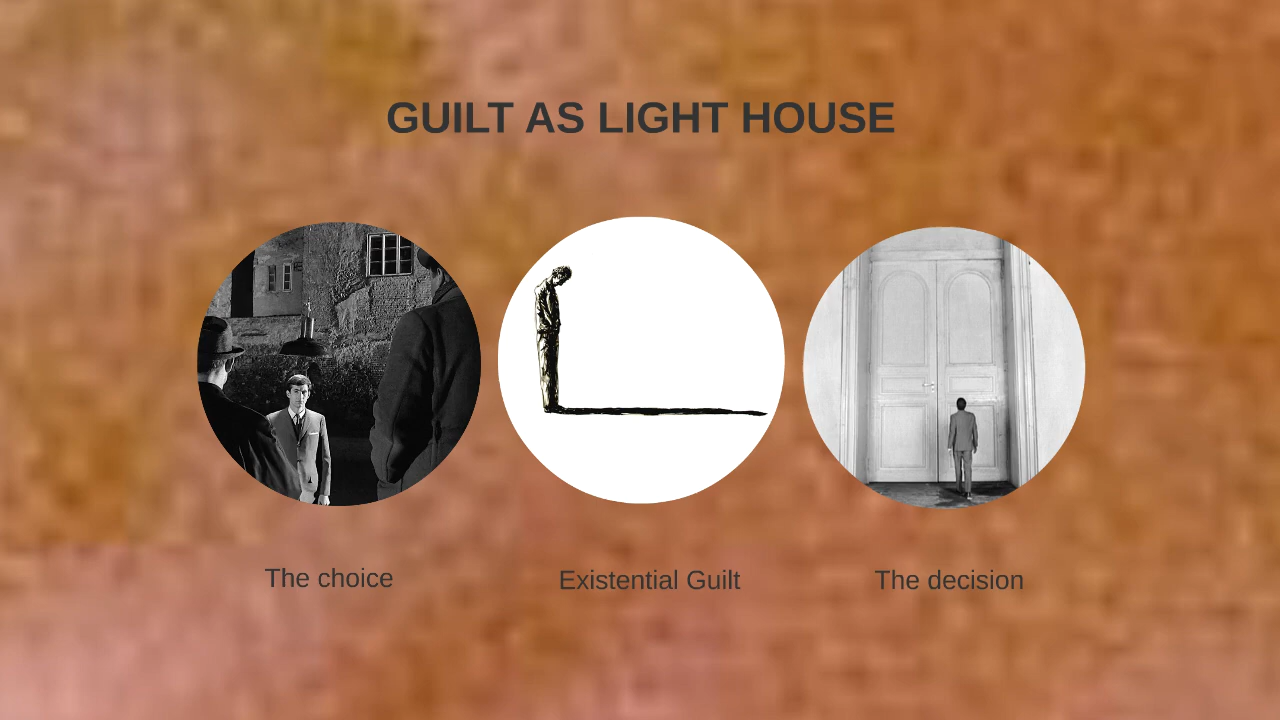 GUILT AS LIGHT HOUSE
The choice
Existential Guilt
The decision